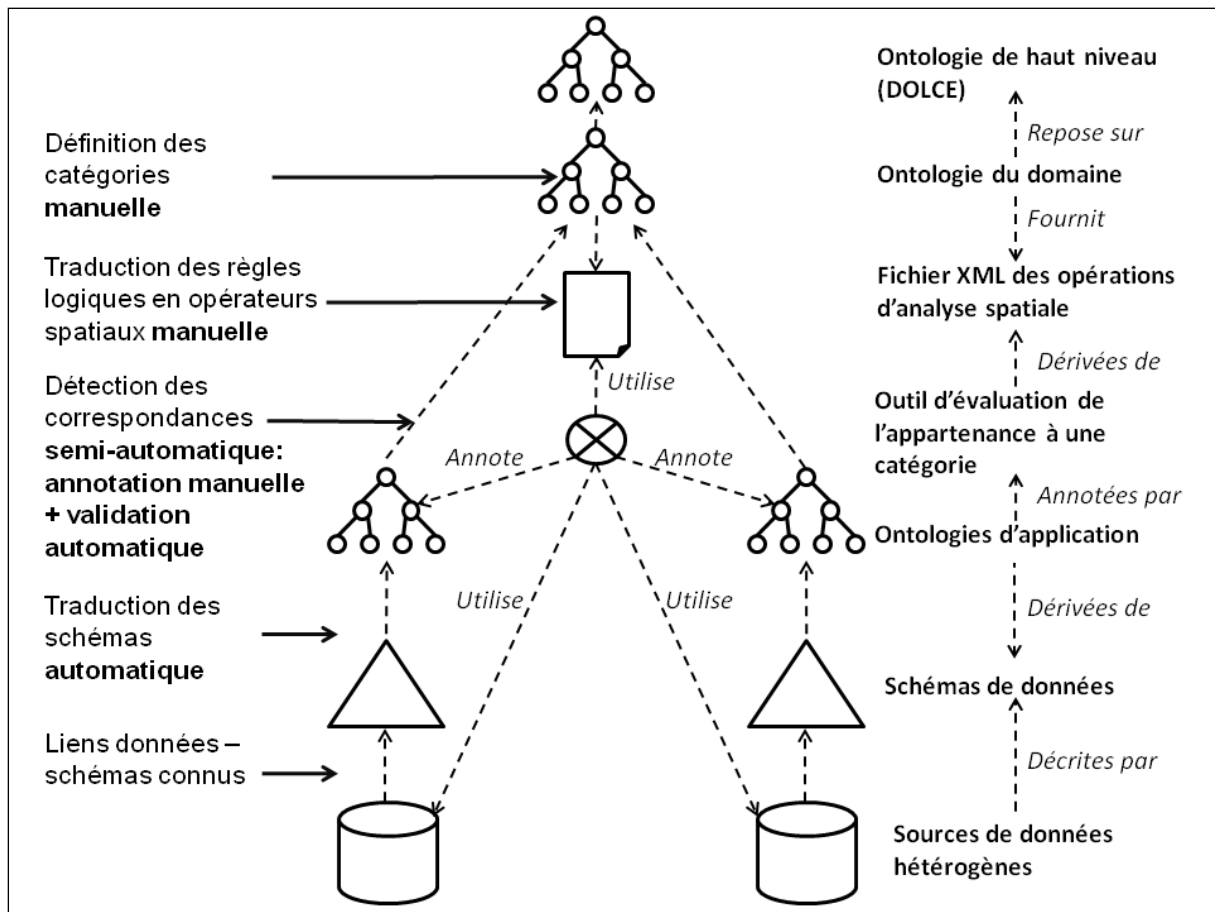 Ontologie de haut niveau
(DOLCE)
Repose sur
Définition des
catégories
manuelle
Ontologie du domaine
Fournit
Traduction des règles
logiques en opérateurs
spatiaux manuelle
Fichier XML des opérations
d'analyse spatiale
Utilise
Dérivées de
Détection des
correspondances
semi-automatique:
annotation manuelle
+ validation
automatique
Annote
Annote
Outil d'évaluation de
l'appartenance à une
catégorie
Annotées par
Ontologies d'application
Utilise
Utilise
Dérivées de
Traduction des
schémas
automatique
Schémas de données
Liens données –
schémas connus
Décrites par
Sources de données
hétérogènes